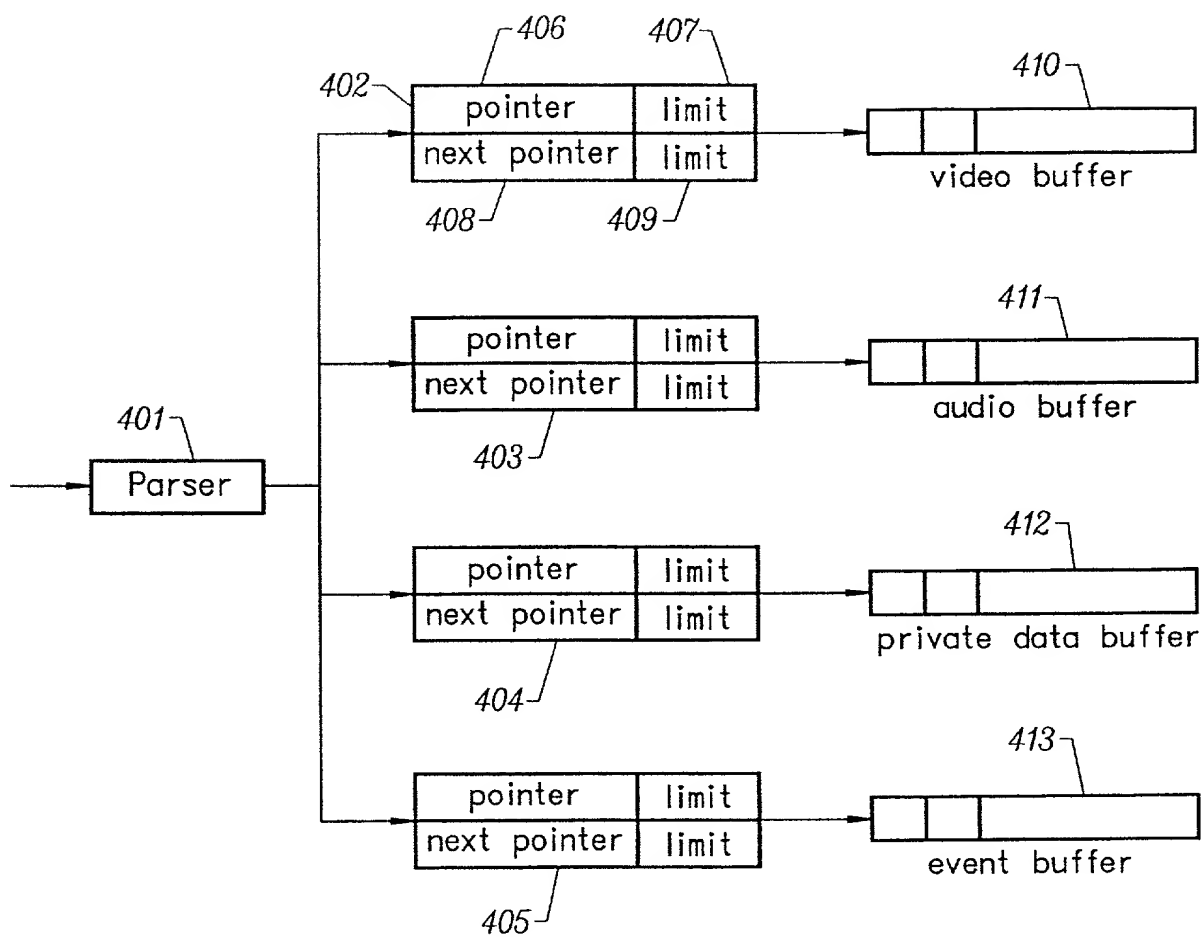 406 407
402 410
pointer limit
next pointer limit
video buffer
408 409
411
pointer limit
next pointer limit
audio buffer
401 403
Parser
412
pointer limit
next pointer limit
private data buffer
404
413
pointer limit
next pointer limit
event buffer
405